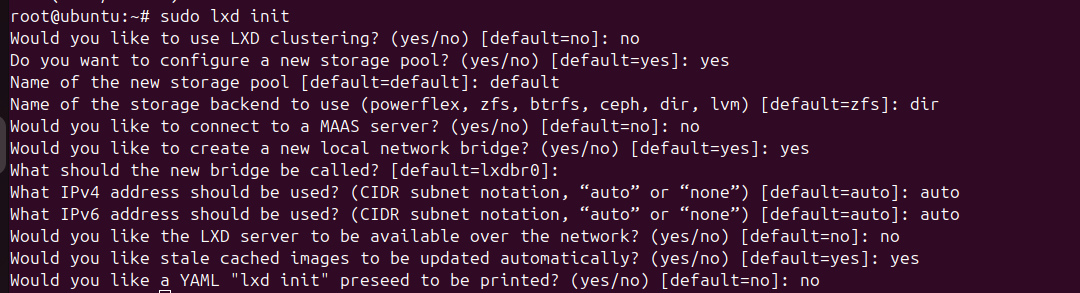 root@ubuntu:~# sudo lxd init
Would you like to use LXD clustering? (yes/no) [default=no]: no
Do you want to configure a new storage pool? (yes/no) [default=yes]: yes
Name of the new storage pool [default=default]: default
Name of the storage backend to use (powerflex, zfs, btrfs, ceph, dir, lvm) [default=zfs]: dir
Would you like to connect to a MAAS server? (yes/no) [default=no]: no
Would you like to create a new local network bridge? (yes/no) [default=yes]: yes
What should the new bridge be called? [default=lxdbr0]:
What IPv4 address should be used? (CIDR subnet notation, “auto” or “none”) [default=auto]: auto
What IPv6 address should be used? (CIDR subnet notation, “auto” or “none”) [default=auto]: auto
Would you like the LXD server to be available over the network? (yes/no) [default=no]: no
Would you like stale cached images to be updated automatically? (yes/no) [default=yes]: yes
Would you like a YAML "lxd init" preseed to be printed? (yes/no) [default=no]: no